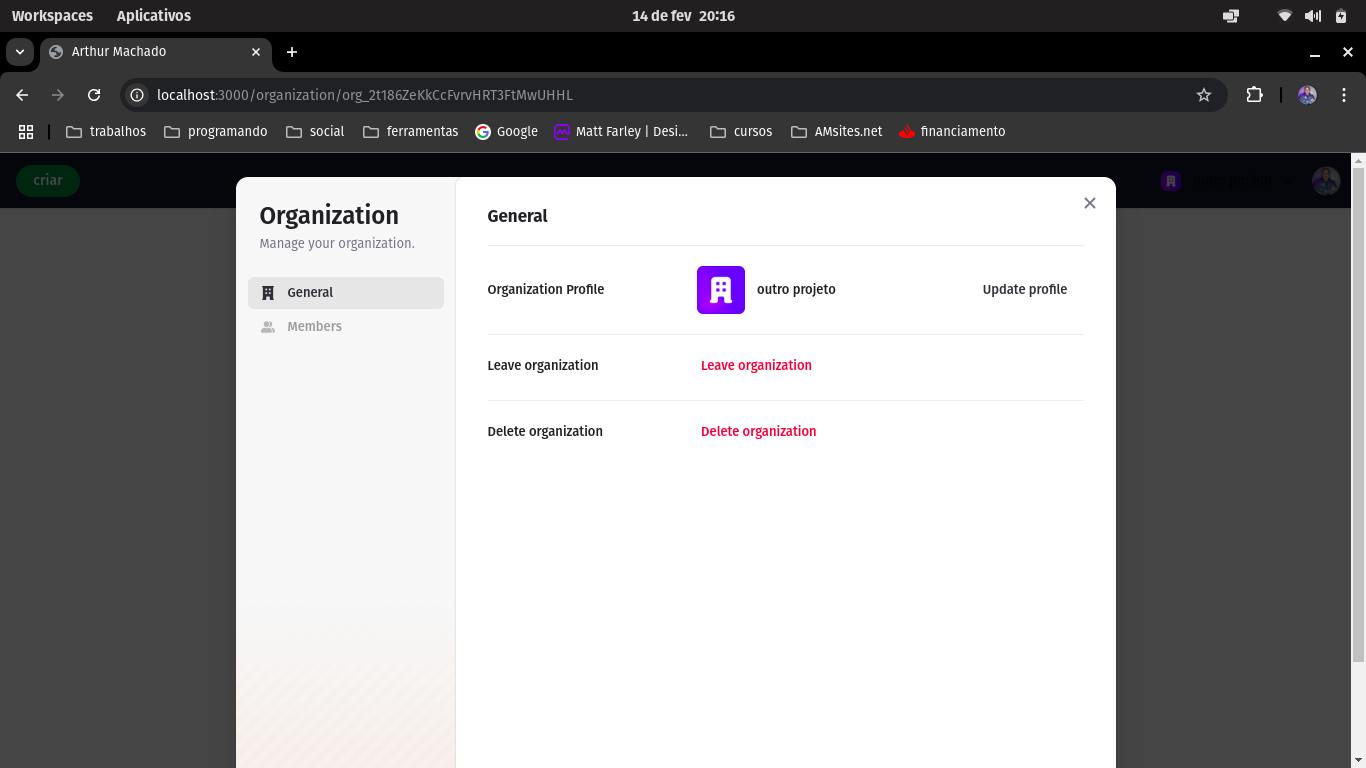 Workspaces Aplicativos 14 de fev 20:16
Arthur Machado
localhost:3000/organization/org_2t186ZeKkCcFvrvHRT3FtMwUHHL
trabalhos programando social ferramentas Google Matt Farley | Desi... cursos AMsites.net financiamento
criar
outro projeto
Organization
Manage your organization.
General
Members
General
Organization Profile outro projeto Update profile
Leave organization Leave organization
Delete organization Delete organization